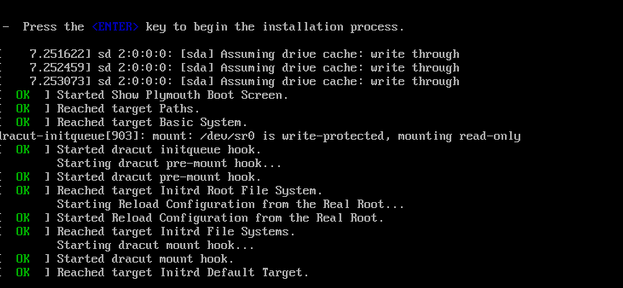 - Press the <ENTER> key to begin the installation process.
[ 7.251622] sd 2:0:0:0: [sda] Assuming drive cache: write through
[ 7.252459] sd 2:0:0:0: [sda] Assuming drive cache: write through
[ 7.253073] sd 2:0:0:0: [sda] Assuming drive cache: write through
[ OK ] Started Show Plymouth Boot Screen.
[ OK ] Reached target Paths.
[ OK ] Reached target Basic System.
dracut-initqueue[903]: mount: /dev/sr0 is write-protected, mounting read-only
[ OK ] Started dracut initqueue hook.
Starting dracut pre-mount hook...
[ OK ] Started dracut pre-mount hook.
[ OK ] Reached target Initrd Root File System.
Starting Reload Configuration from the Real Root...
[ OK ] Started Reload Configuration from the Real Root.
[ OK ] Reached target Initrd File Systems.
Starting dracut mount hook...
[ OK ] Started dracut mount hook.
[ OK ] Reached target Initrd Default Target.